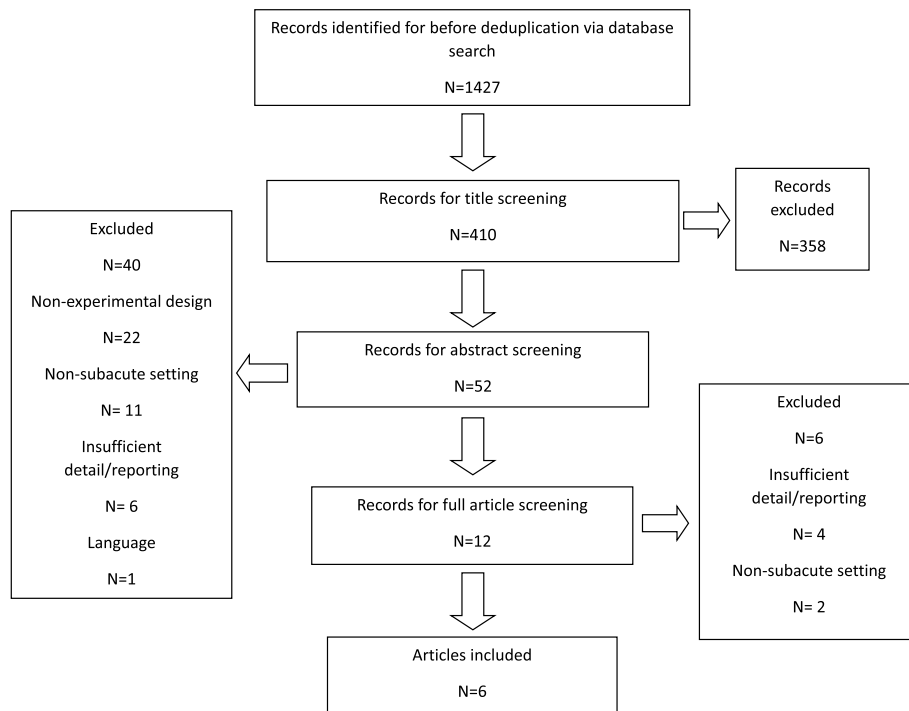 Records identified for before deduplication via database
search
N=1427
Records for title screening
N=410
Records
excluded
N=358
Excluded
N=40
Non-experimental design
N=22
Non-subacute setting
N= 11
Insufficient
detail/reporting
N= 6
Language
N=1
Records for abstract screening
N=52
Records for full article screening
N=12
Excluded
N=6
Insufficient
detail/reporting
N= 4
Non-subacute setting
N= 2
Articles included
N=6